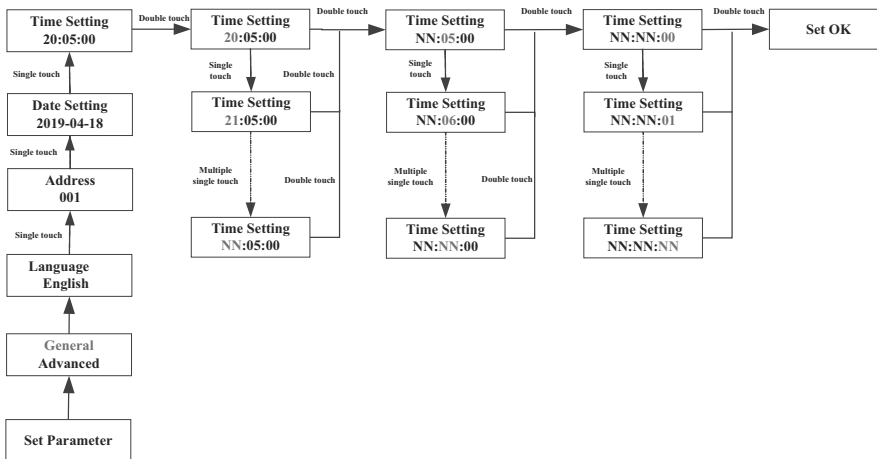 Time Setting
20:05:00
Double touch
Time Setting
20:05:00
Double touch
Time Setting
NN:05:00
Double touch
Time Setting
NN:NN:00
Double touch
Set OK
Single touch
Single
touch
Double touch
Single
touch
Double touch
Single
touch
Double touch
Date Setting
2019-04-18
Time Setting
21:05:00
Time Setting
NN:06:00
Time Setting
NN:NN:01
Single touch
Address
001
Multiple
single touch
Double touch
Multiple
single touch
Double touch
Multiple
single touch
Double touch
Single touch
Time Setting
NN:05:00
Time Setting
NN:NN:00
Time Setting
NN:NN:NN
Language
English
General
Advanced
Set Parameter